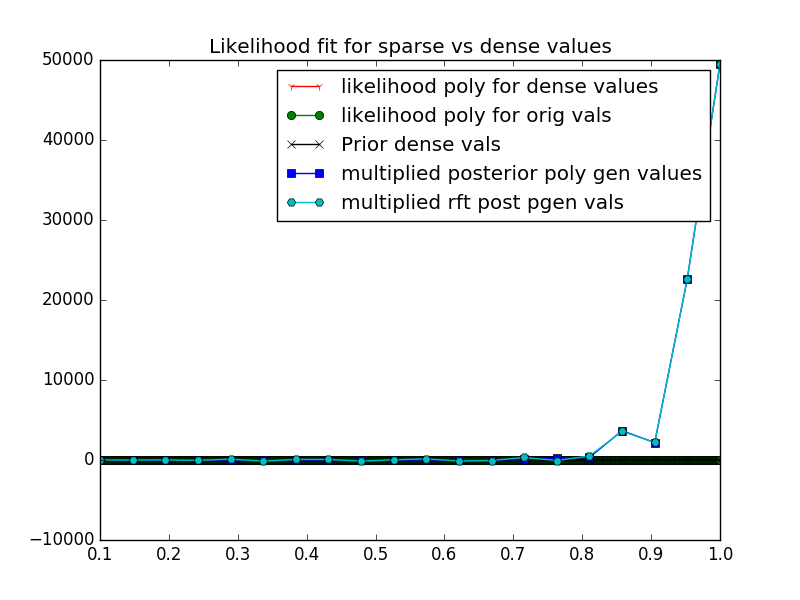 Likelihood fit for sparse vs dense values
50000
40000
30000
20000
10000
0
−10000
likelihood poly for dense values
likelihood poly for orig vals
Prior dense vals
multiplied posterior poly gen values
multiplied rft post pgen vals
0.1 0.2 0.3 0.4 0.5 0.6 0.7 0.8 0.9 1.0